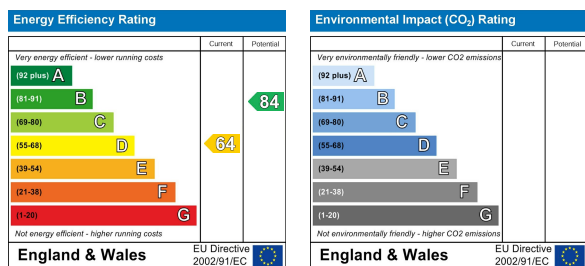 Energy Efficiency Rating
Current Potential
Very energy efficient - lower running costs
(92 plus) A
(81-91) B
84
(69-80) C
(55-68) D
64
(39-54) E
(21-38) F
(1-20) G
Not energy efficient - higher running costs
England & Wales
EU Directive
2002/91/EC
Environmental Impact (CO₂) Rating
Current Potential
Very environmentally friendly - lower CO2 emissions
(92 plus) A
(81-91) B
(69-80) C
(55-68) D
(39-54) E
(21-38) F
(1-20) G
Not environmentally friendly - higher CO2 emissions
England & Wales
EU Directive
2002/91/EC